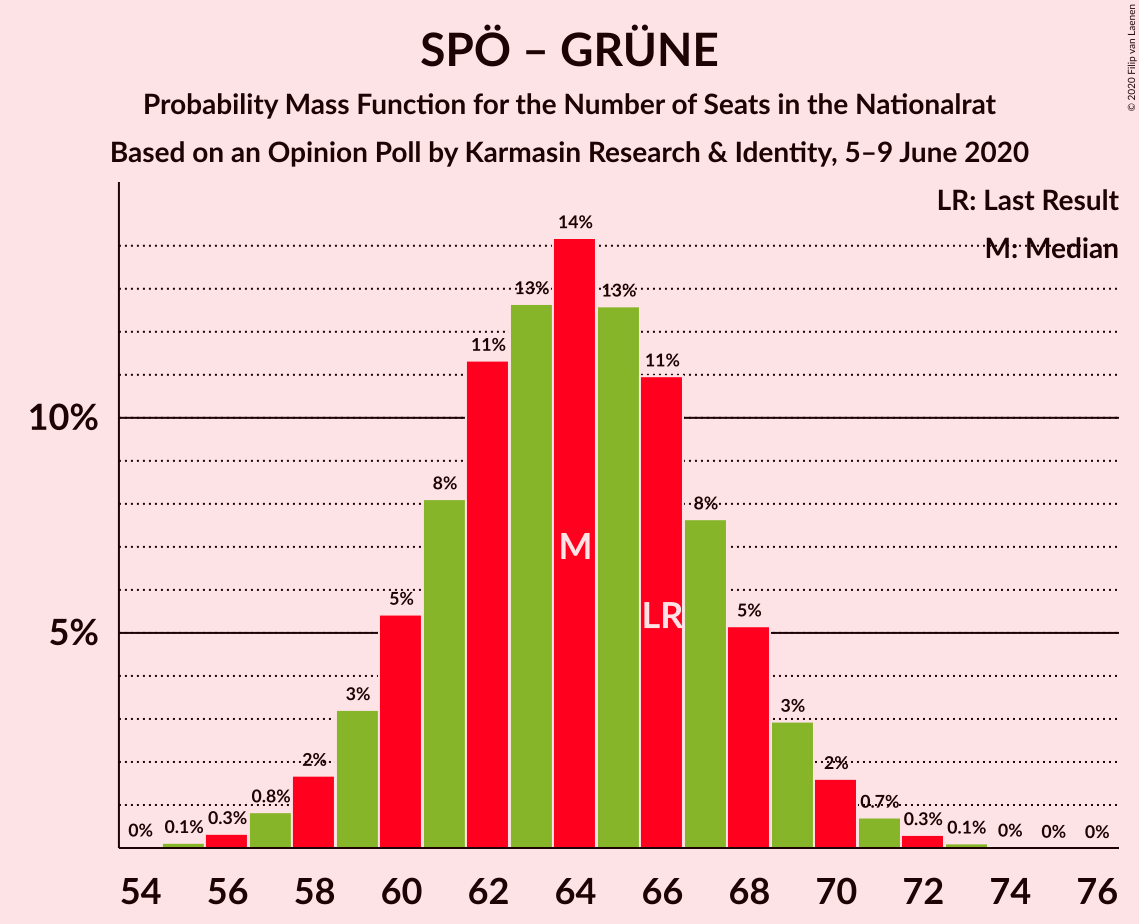 SPÖ – GRÜNE
Probability Mass Function for the Number of Seats in the Nationalrat
Based on an Opinion Poll by Karmasin Research & Identity, 5–9 June 2020
© 2020 Filip van Laenen
LR: Last Result
M: Median
10%
5%
0%
0.1%
0.3%
0.8%
2%
3%
5%
8%
11%
13%
14%
13%
11%
8%
5%
3%
2%
0.7%
0.3%
0.1%
0%
0%
0%
M
LR
54 56 58 60 62 64 66 68 70 72 74 76